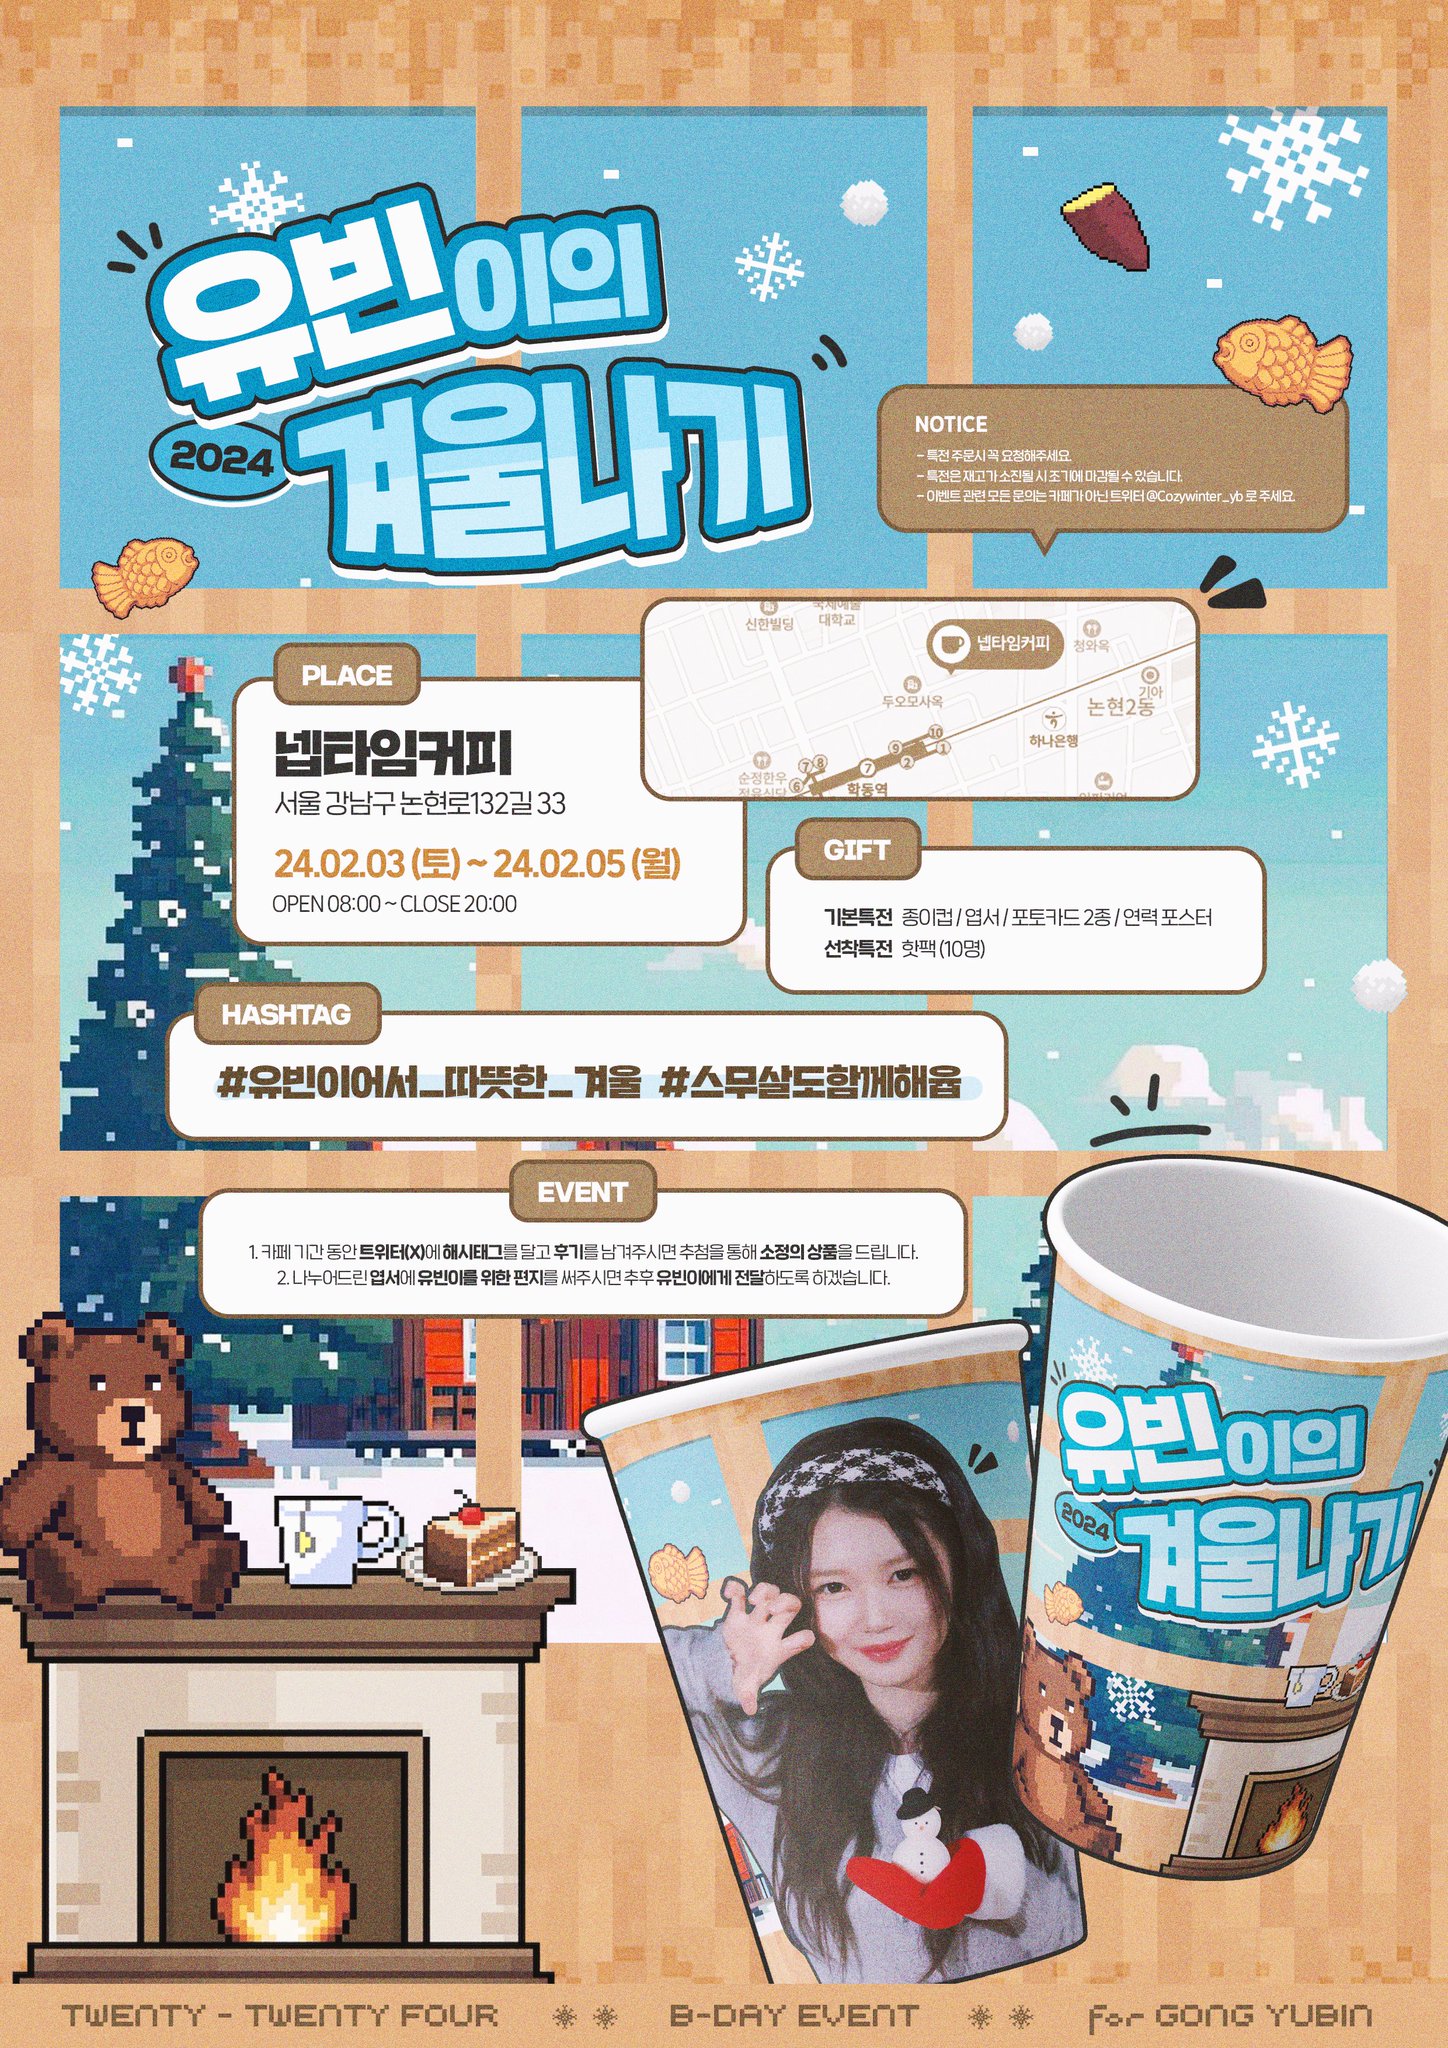 유빈이의
2024
겨울나기
NOTICE
- 특전 주문시 꼭 요청해주세요.
- 특전은 재고가 소진될 시 조기에 마감될 수 있습니다.
- 이벤트 관련 모든 문의는 카페가 아닌 트위터 @Cozywinter_yb 로 주세요.
신한빌딩
국제예술
대학교
넵타임커피
청와옥
두오모사옥
기아
논현2동
하나은행
10
9
1
2
8
7
7
6
학동역
순정한우
정육식당
PLACE
넵타임커피
서울 강남구 논현로132길 33
24.02.03 (토) ~ 24.02.05 (월)
OPEN 08:00 ~ CLOSE 20:00
GIFT
기본특전 종이컵 / 엽서 / 포토카드 2종 / 연력 포스터
선착특전 핫팩 (10명)
HASHTAG
#유빈이어서_따뜻한_겨울 #스무살도함께해윱
EVENT
1. 카페 기간 동안 트위터(X)에 해시태그를 달고 후기를 남겨주시면 추첨을 통해 소정의 상품을 드립니다.
2. 나누어드린 엽서에 유빈이를 위한 편지를 써주시면 추후 유빈이에게 전달하도록 하겠습니다.
유빈이의
2024
겨울나기
TWENTY - TWENTY FOUR
B-DAY EVENT
for GONG YUBIN